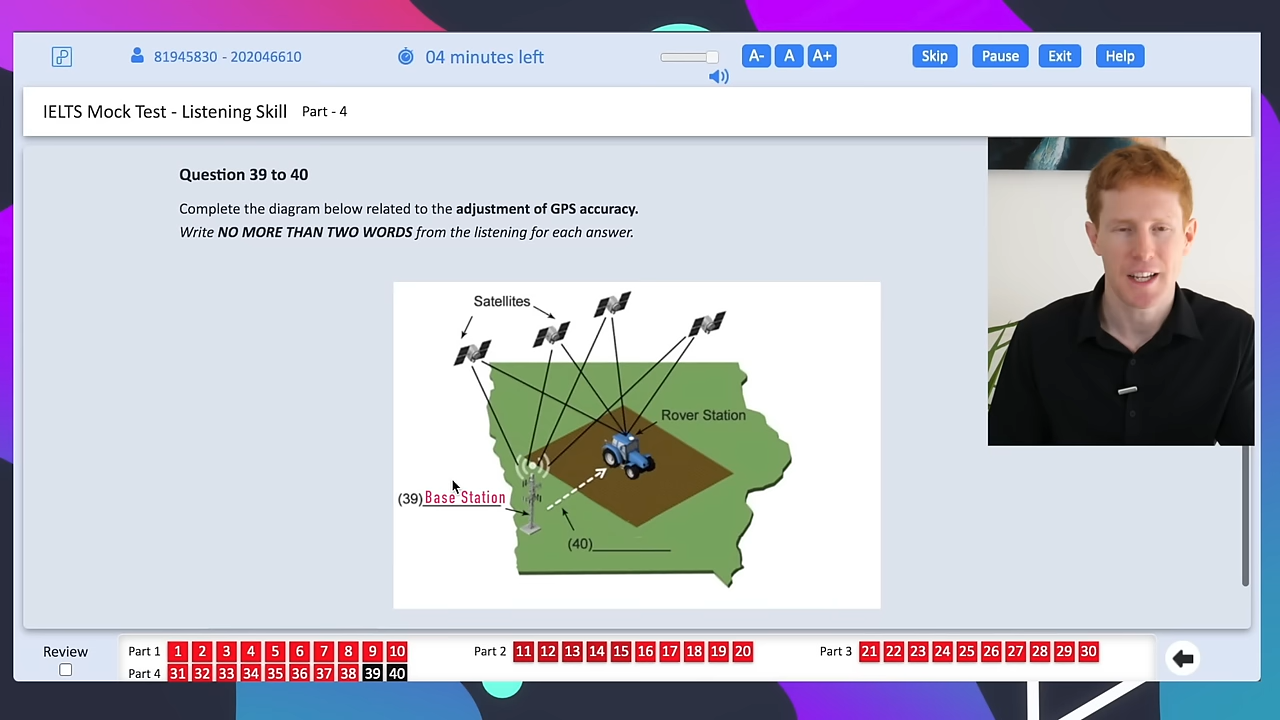 81945830 - 202046610
04 minutes left
A- A A+
Skip Pause Exit Help
IELTS Mock Test - Listening Skill Part - 4
Question 39 to 40
Complete the diagram below related to the adjustment of GPS accuracy.
Write NO MORE THAN TWO WORDS from the listening for each answer.
Satellites
Rover Station
(39) Base Station
(40)__________
Review
Part 1 1 2 3 4 5 6 7 8 9 10
Part 2 11 12 13 14 15 16 17 18 19 20
Part 3 21 22 23 24 25 26 27 28 29 30
Part 4 31 32 33 34 35 36 37 38 39 40